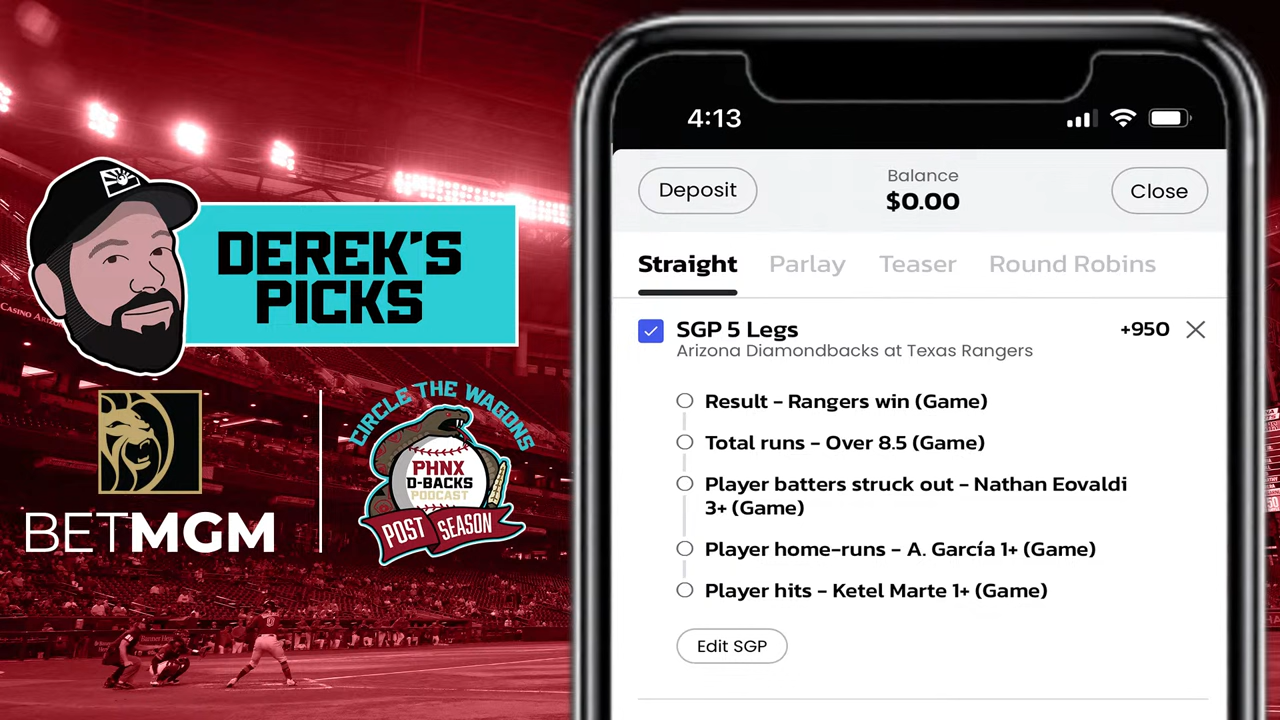 DEREK'S
PICKS
BETMGM
CIRCLE THE WAGONS
PHNX
D-BACKS
PODCAST
POST SEASON
CASINO ARIZO
4:13
Deposit
Balance
$0.00
Close
Straight
Parlay
Teaser
Round Robins
SGP 5 Legs
+950
Arizona Diamondbacks at Texas Rangers
Result – Rangers win (Game)
Total runs – Over 8.5 (Game)
Player batters struck out – Nathan Eovaldi
3+ (Game)
Player home-runs – A. García 1+ (Game)
Player hits – Ketel Marte 1+ (Game)
Edit SGP